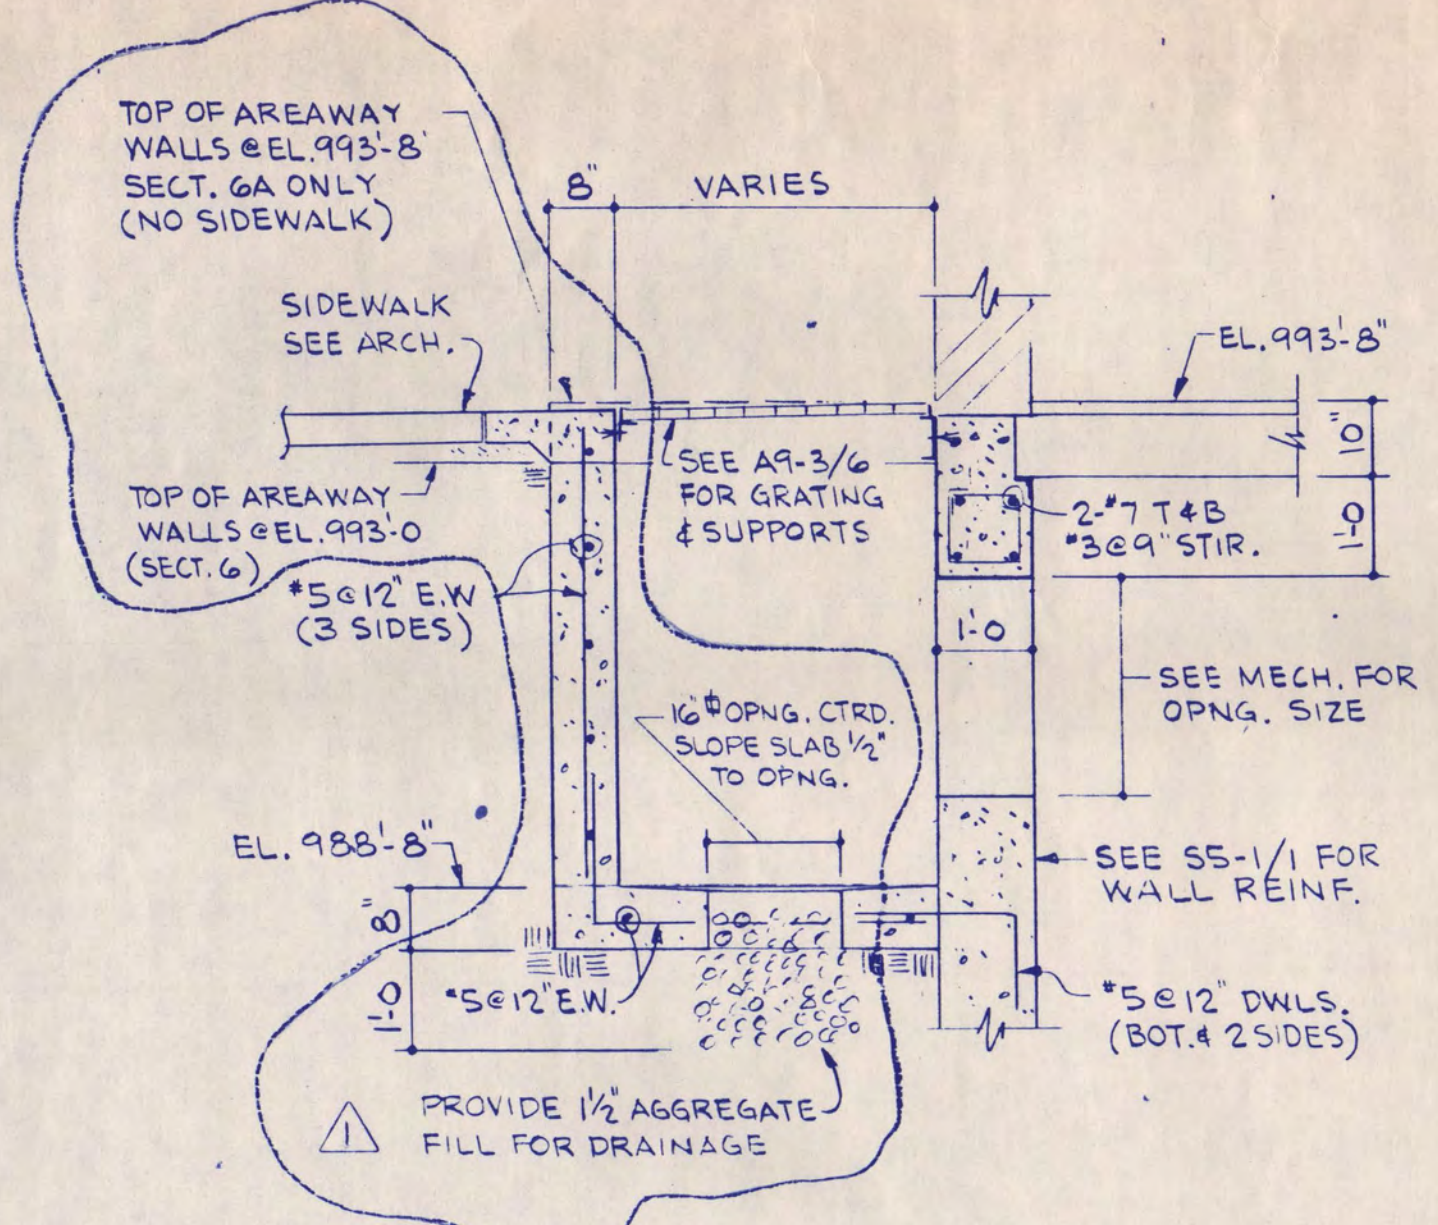 TOP OF AREAWAY
WALLS @ EL. 993'-8"
SECT. 6A ONLY
(NO SIDEWALK)
8"
VARIES
SIDEWALK
SEE ARCH.
EL. 993'-8"
TOP OF AREAWAY
WALLS @ EL. 993'-0
(SECT. 6)
SEE A9-3/6
FOR GRATING
& SUPPORTS
10"
2-#7 T & B
#3 @ 9" STIR.
1'-0
#5 @ 12" E.W
(3 SIDES)
1'-0
SEE MECH. FOR
OPNG. SIZE
16" ⌀ OPNG. CTRD.
SLOPE SLAB 1/2"
TO OPNG.
EL. 988'-8"
SEE S5-1/1 FOR
WALL REINF.
8"
1'-0
#5 @ 12" E.W.
#5 @ 12" DWLS.
(BOT. & 2 SIDES)
1
PROVIDE 1 1/2" AGGREGATE
FILL FOR DRAINAGE